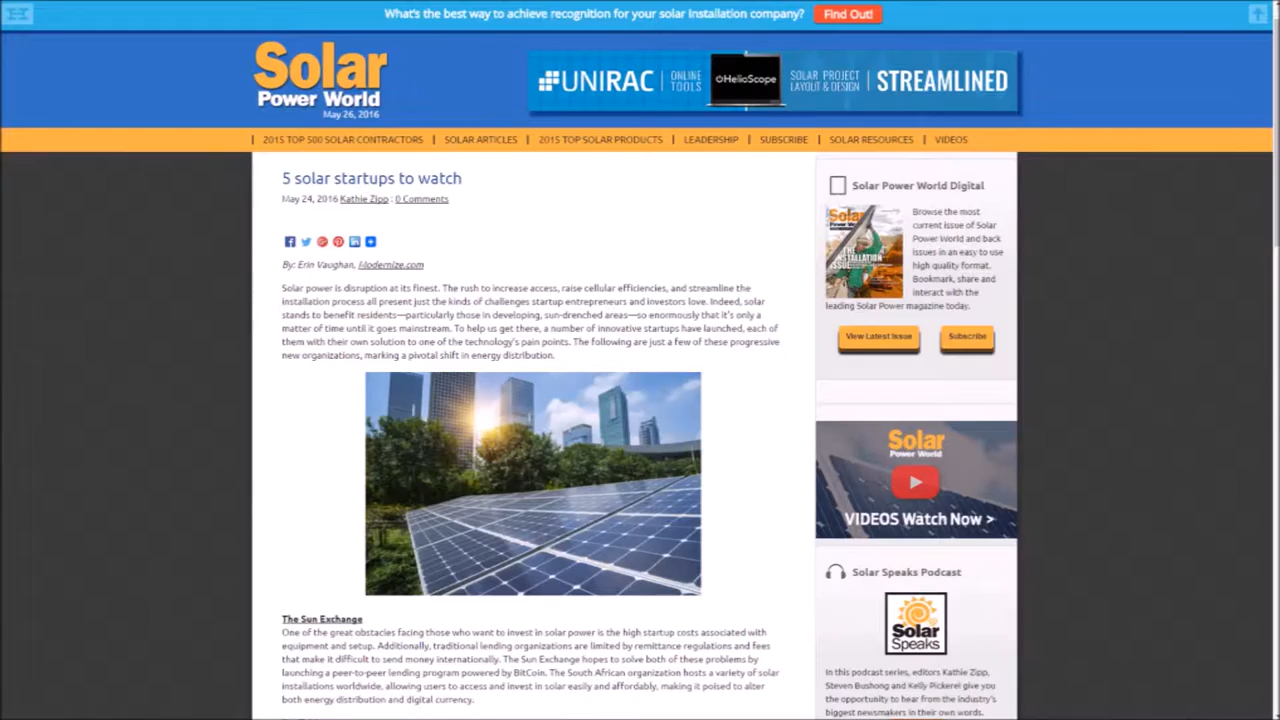 What's the best way to achieve recognition for your solar installation company? Find Out!
Solar
Power World
May 26, 2016
UNIRAC ONLINE TOOLS HelioScope SOLAR PROJECT LAYOUT & DESIGN STREAMLINED
2015 TOP 500 SOLAR CONTRACTORS SOLAR ARTICLES 2015 TOP SOLAR PRODUCTS LEADERSHIP SUBSCRIBE SOLAR RESOURCES VIDEOS
5 solar startups to watch
May 24, 2016 Kathie Zipp : 0 Comments
By: Erin Vaughan, Modernize.com
Solar power is disruption at its finest. The rush to increase access, raise cellular efficiencies, and streamline the
installation process all present just the kinds of challenges startup entrepreneurs and investors love. Indeed, solar
stands to benefit residents—particularly those in developing, sun-drenched areas—so enormously that it's only a
matter of time until it goes mainstream. To help us get there, a number of innovative startups have launched, each of
them with their own solution to one of the technology's pain points. The following are just a few of these progressive
new organizations, marking a pivotal shift in energy distribution.
The Sun Exchange
One of the great obstacles facing those who want to invest in solar power is the high startup costs associated with
equipment and setup. Additionally, traditional lending organizations are limited by remittance regulations and fees
that make it difficult to send money internationally. The Sun Exchange hopes to solve both of these problems by
launching a peer-to-peer lending program powered by BitCoin. The South African organization hosts a variety of solar
installations worldwide, allowing users to access and invest in solar easily and affordably, making it poised to alter
both energy distribution and digital currency.
Solar Power World Digital
Solar
THE
INSTALLATION
ISSUE
Browse the most
current issue of Solar
Power World and back
issues in an easy to use
high quality format.
Bookmark, share and
interact with the
leading Solar Power magazine today.
View Latest Issue Subscribe
Solar
Power World
VIDEOS Watch Now >
Solar Speaks Podcast
Solar
Speaks
In this podcast series, editors Kathie Zipp,
Steven Bushong and Kelly Pickerel give you
the opportunity to hear from the industry's
biggest newsmakers in their own words.